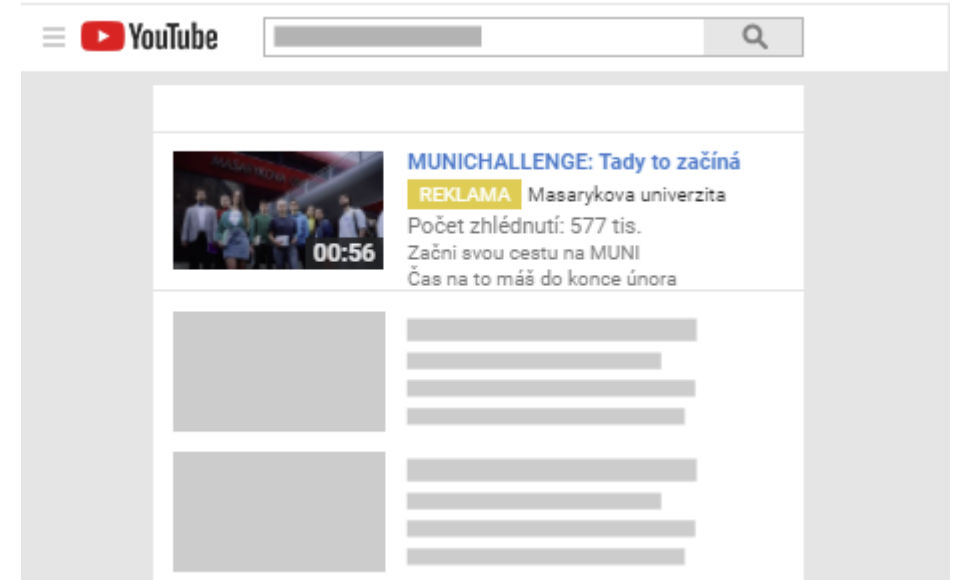 YouTube
MASARYKOVA
00:56
MUNICHALLENGE: Tady to začíná
REKLAMA Masarykova univerzita
Počet zhlédnutí: 577 tis.
Začni svou cestu na MUNI
Čas na to máš do konce února